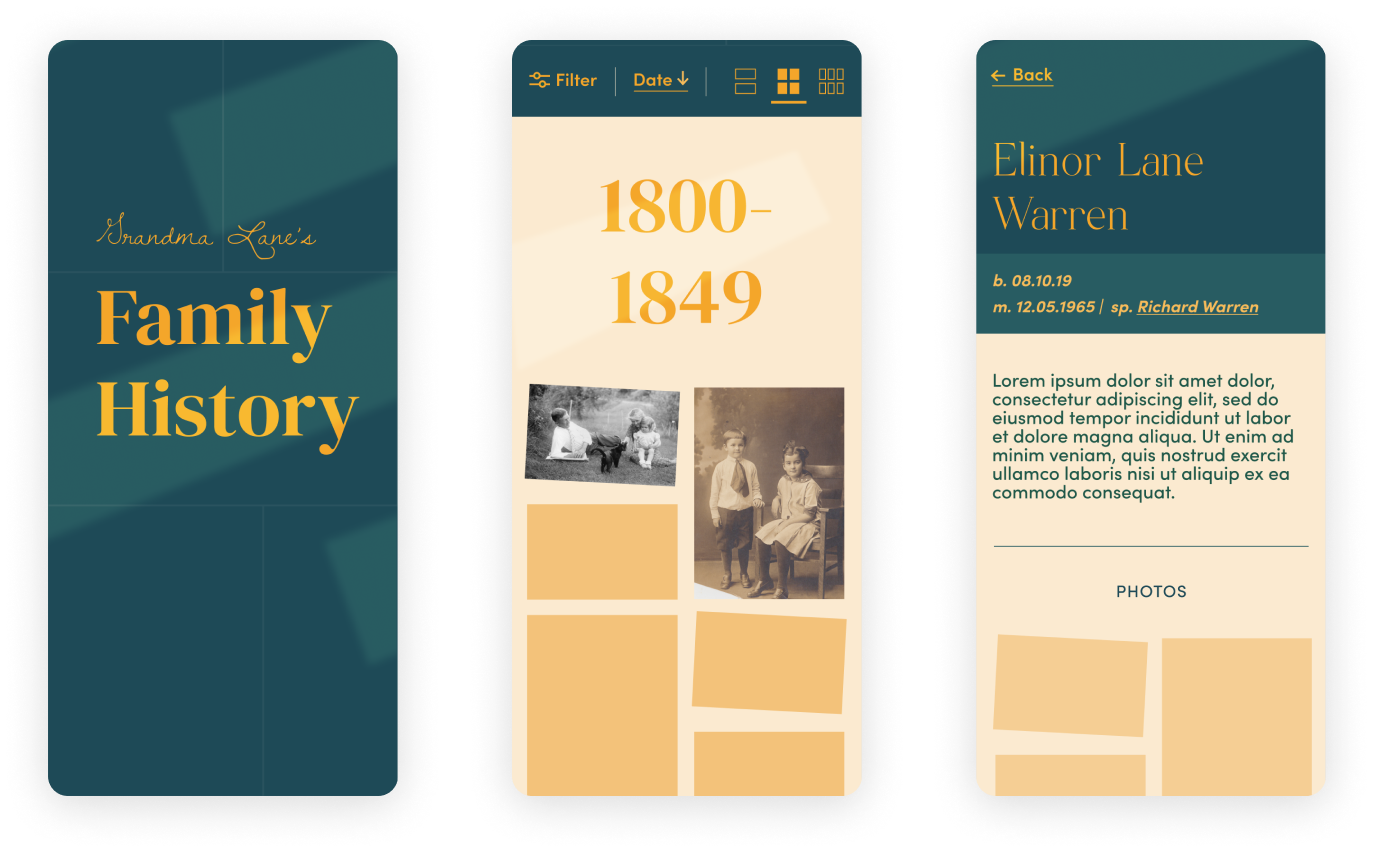 Grandma Lane's
Family
History
Filter
Date
1800–
1849
Back
Elinor Lane
Warren
b. 08.10.19
m. 12.05.1965 | sp. Richard Warren
Lorem ipsum dolor sit amet dolor,
consectetur adipiscing elit, sed do
eiusmod tempor incididunt ut labor
et dolore magna aliqua. Ut enim ad
minim veniam, quis nostrud exercit
ullamco laboris nisi ut aliquip ex ea
commodo consequat.
PHOTOS